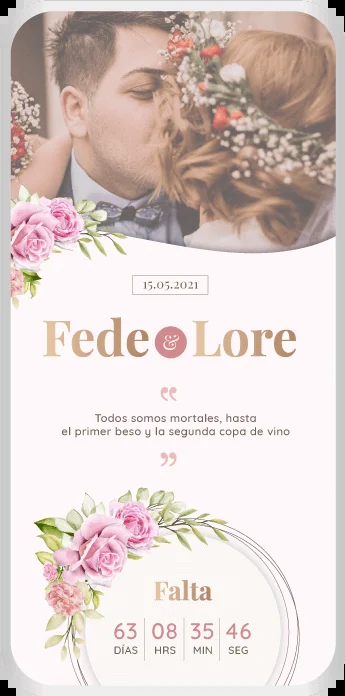 15.05.2021
Fede & Lore
“
Todos somos mortales, hasta
el primer beso y la segunda copa de vino
”
Falta
63 08 35 46
DÍAS HRS MIN SEG